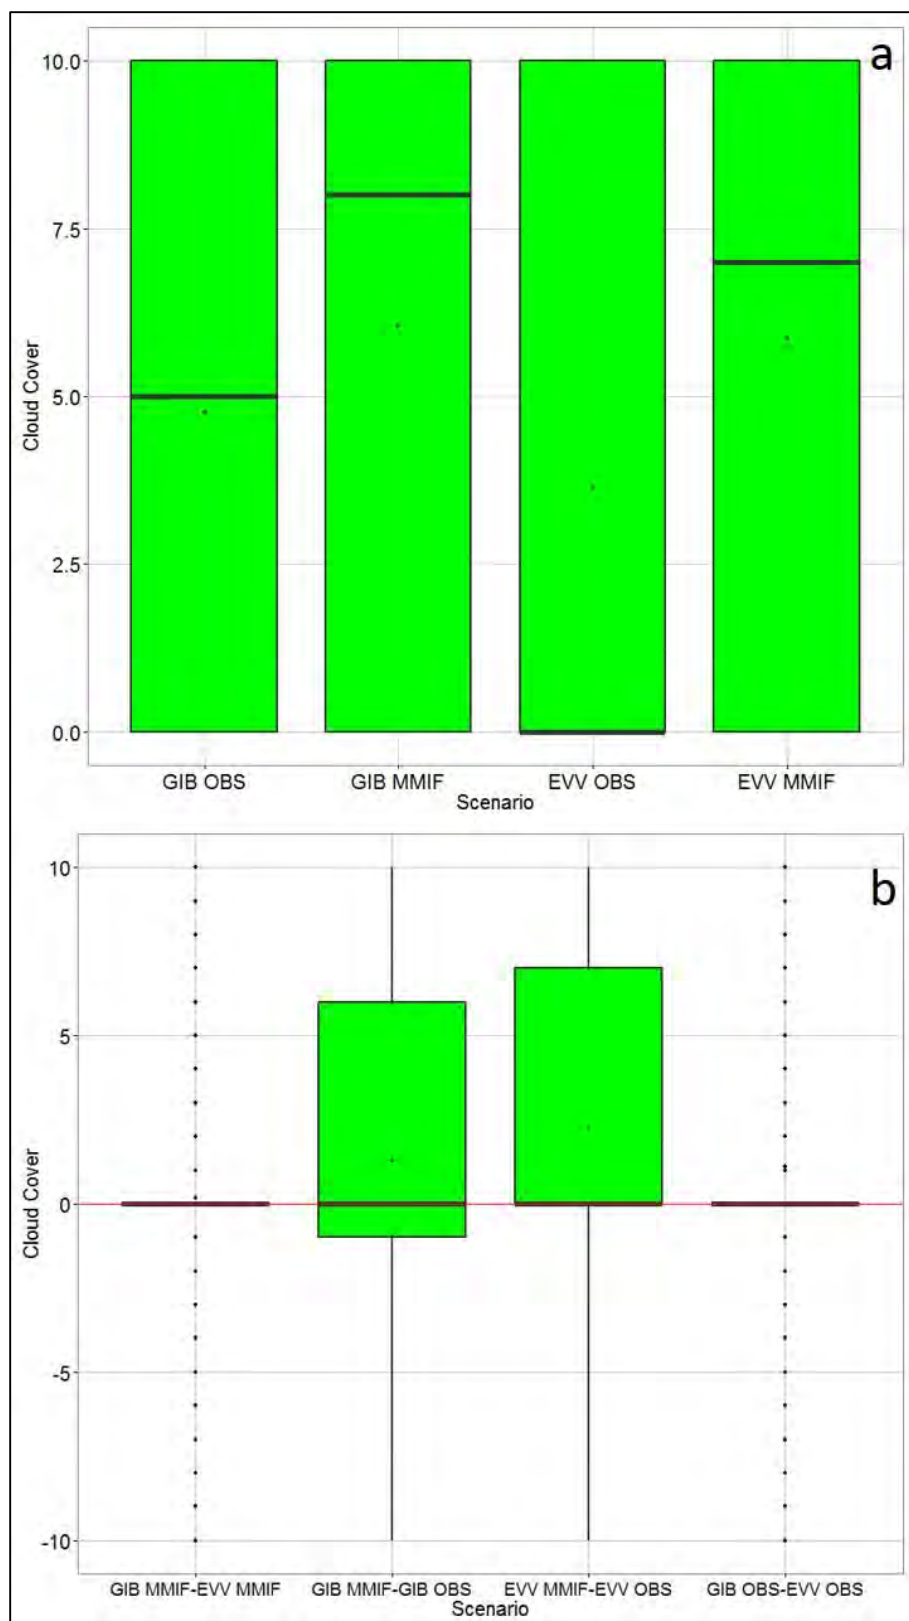 a
10.0
7.5
5.0
2.5
0.0
Cloud Cover
GIB OBS GIB MMIF EVV OBS EVV MMIF
Scenario
b
10
5
0
-5
-10
Cloud Cover
GIB MMIF-EVV MMIF GIB MMIF-GIB OBS EVV MMIF-EVV OBS GIB OBS-EVV OBS
Scenario